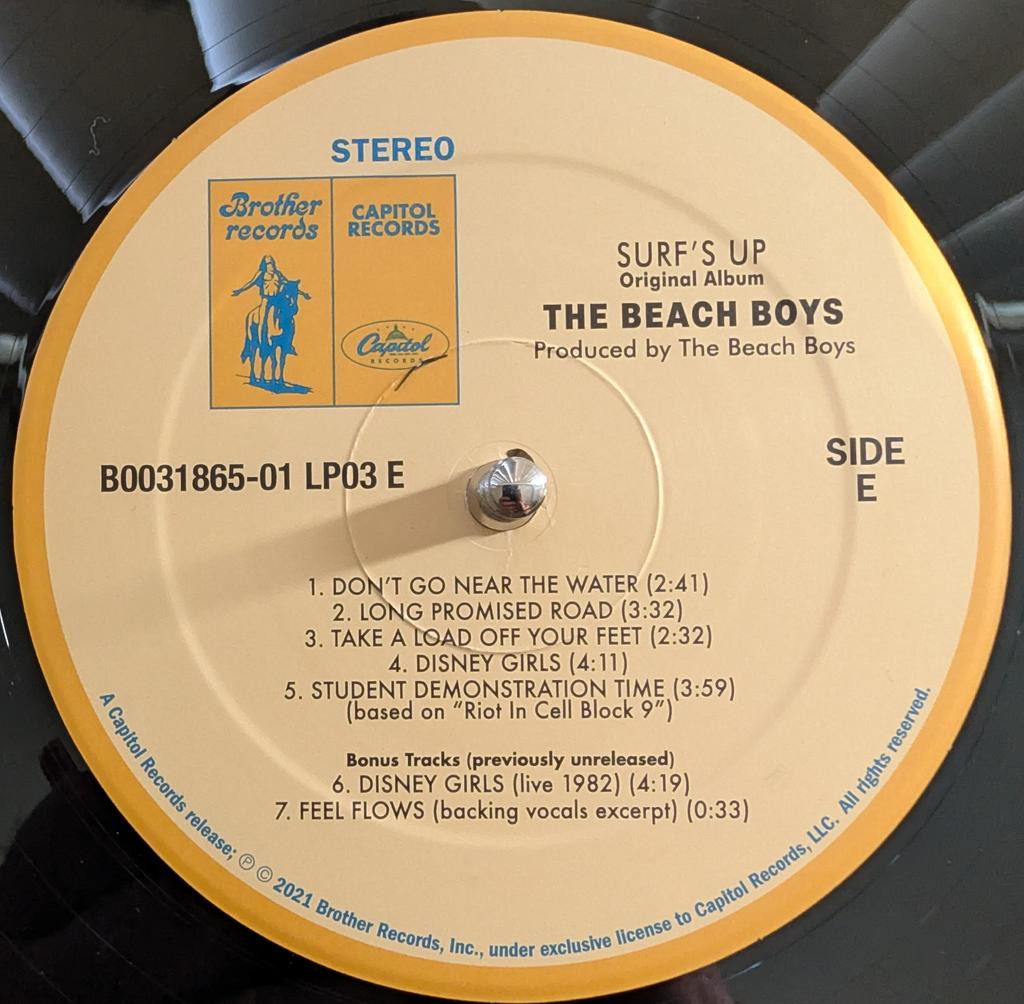 STEREO
Brother
records
CAPITOL
RECORDS
Capitol
RECORDS
SURF'S UP
Original Album
THE BEACH BOYS
Produced by The Beach Boys
B0031865-01 LP03 E
SIDE
E
1. DON'T GO NEAR THE WATER (2:41)
2. LONG PROMISED ROAD (3:32)
3. TAKE A LOAD OFF YOUR FEET (2:32)
4. DISNEY GIRLS (4:11)
5. STUDENT DEMONSTRATION TIME (3:59)
(based on "Riot In Cell Block 9")
Bonus Tracks (previously unreleased)
6. DISNEY GIRLS (live 1982) (4:19)
7. FEEL FLOWS (backing vocals excerpt) (0:33)
A Capitol Records release; ℗ © 2021 Brother Records, Inc., under exclusive license to Capitol Records, LLC. All rights reserved.